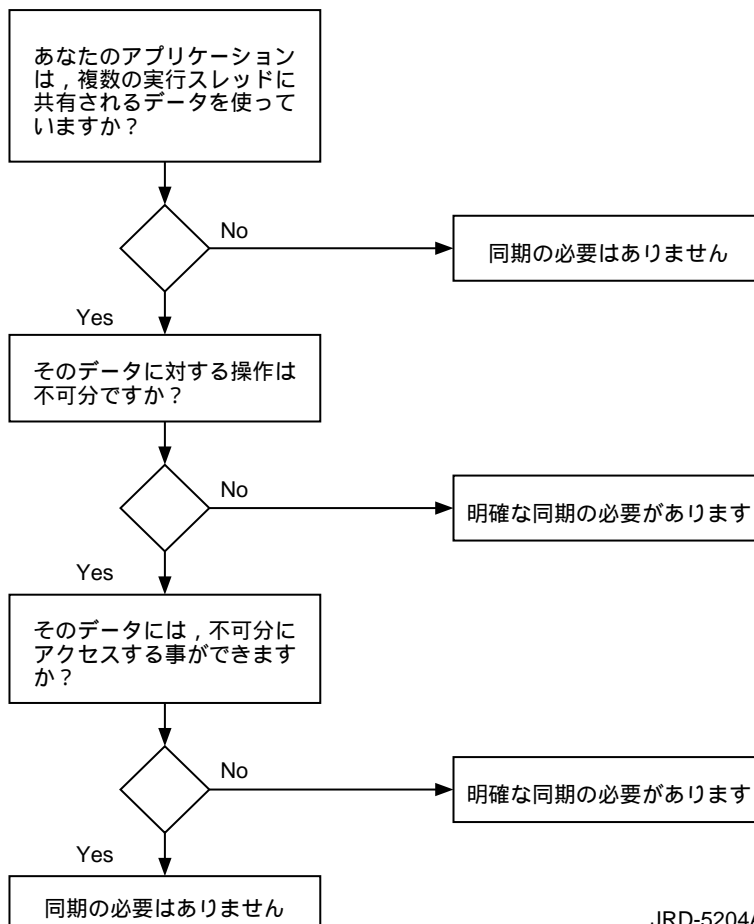 あなたのアプリケーション
は，複数の実行スレッドに
共有されるデータを使って
いますか？
No
同期の必要はありません
Yes
そのデータに対する操作は
不可分ですか？
No
明確な同期の必要があります
Yes
そのデータには，不可分に
アクセスする事ができます
か？
No
明確な同期の必要があります
Yes
同期の必要はありません
JRD-5204A